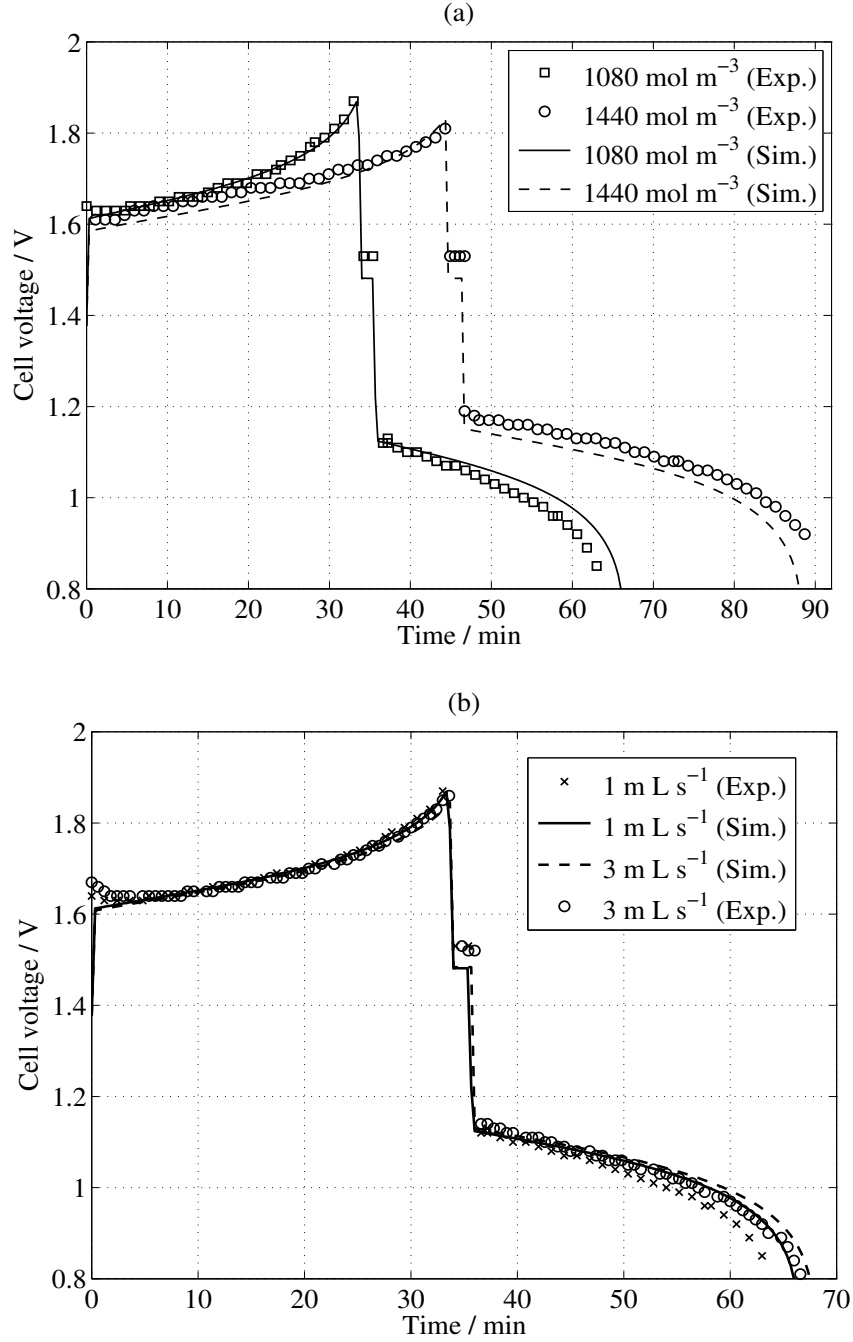 (a)
2
1.8
1.6
1.4
1.2
1
0.8
Cell voltage / V
1080 mol m⁻³ (Exp.)
1440 mol m⁻³ (Exp.)
1080 mol m⁻³ (Sim.)
1440 mol m⁻³ (Sim.)
0 10 20 30 40 50 60 70 80 90
Time / min
(b)
2
1.8
1.6
1.4
1.2
1
0.8
Cell voltage / V
1 m L s⁻¹ (Exp.)
1 m L s⁻¹ (Sim.)
3 m L s⁻¹ (Sim.)
3 m L s⁻¹ (Exp.)
0 10 20 30 40 50 60 70
Time / min